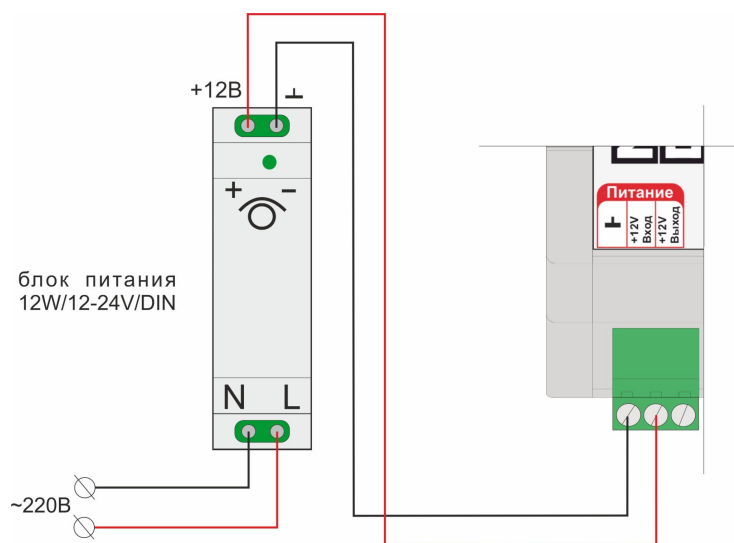 +12В
+ −
Питание
+12V Вход
+12V Выход
блок питания
12W/12-24V/DIN
N L
~220В